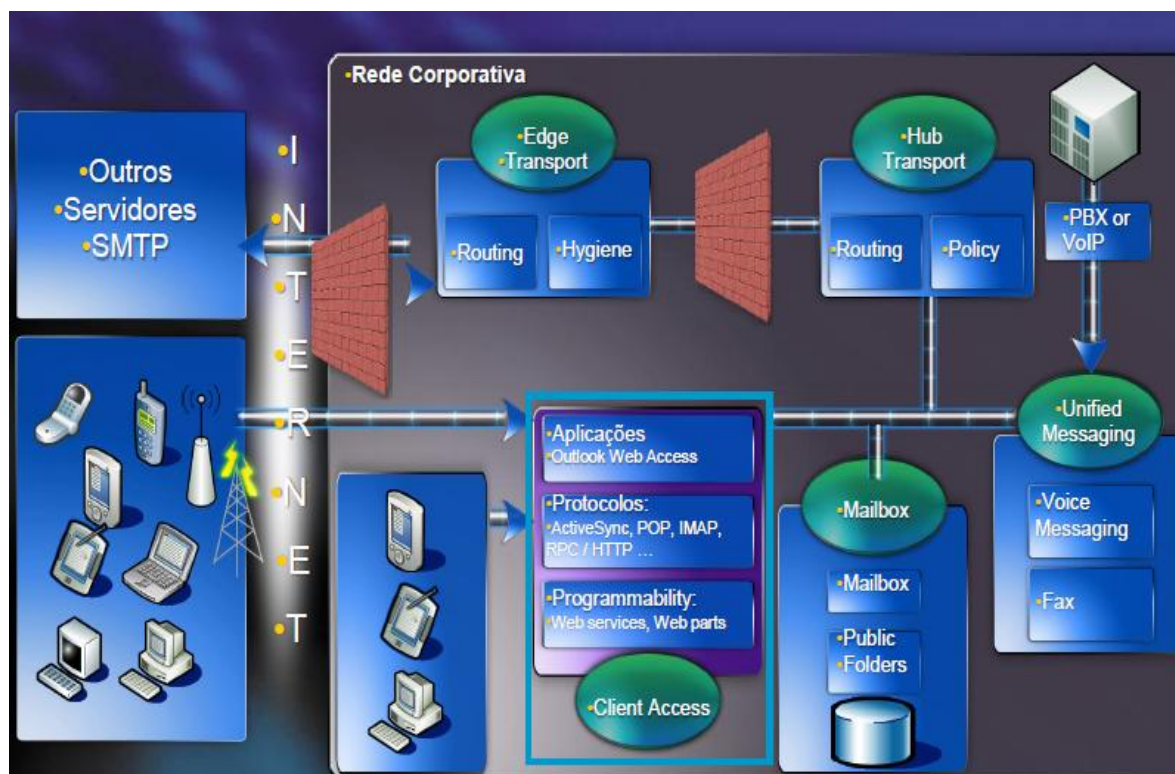 •Rede Corporativa
•Outros
•Servidores
•SMTP
•I
•N
•T
•E
•R
•N
•E
•T
•Edge
•Transport
•Routing
•Hygiene
•Hub
Transport
•Routing
•Policy
•PBX or
VoIP
•Aplicações
•Outlook Web Access
•Protocolos:
•ActiveSync, POP, IMAP,
RPC / HTTP ...
•Programmability:
•Web services, Web parts
•Client Access
•Mailbox
•Mailbox
•Public
•Folders
•Unified
Messaging
•Voice
Messaging
•Fax